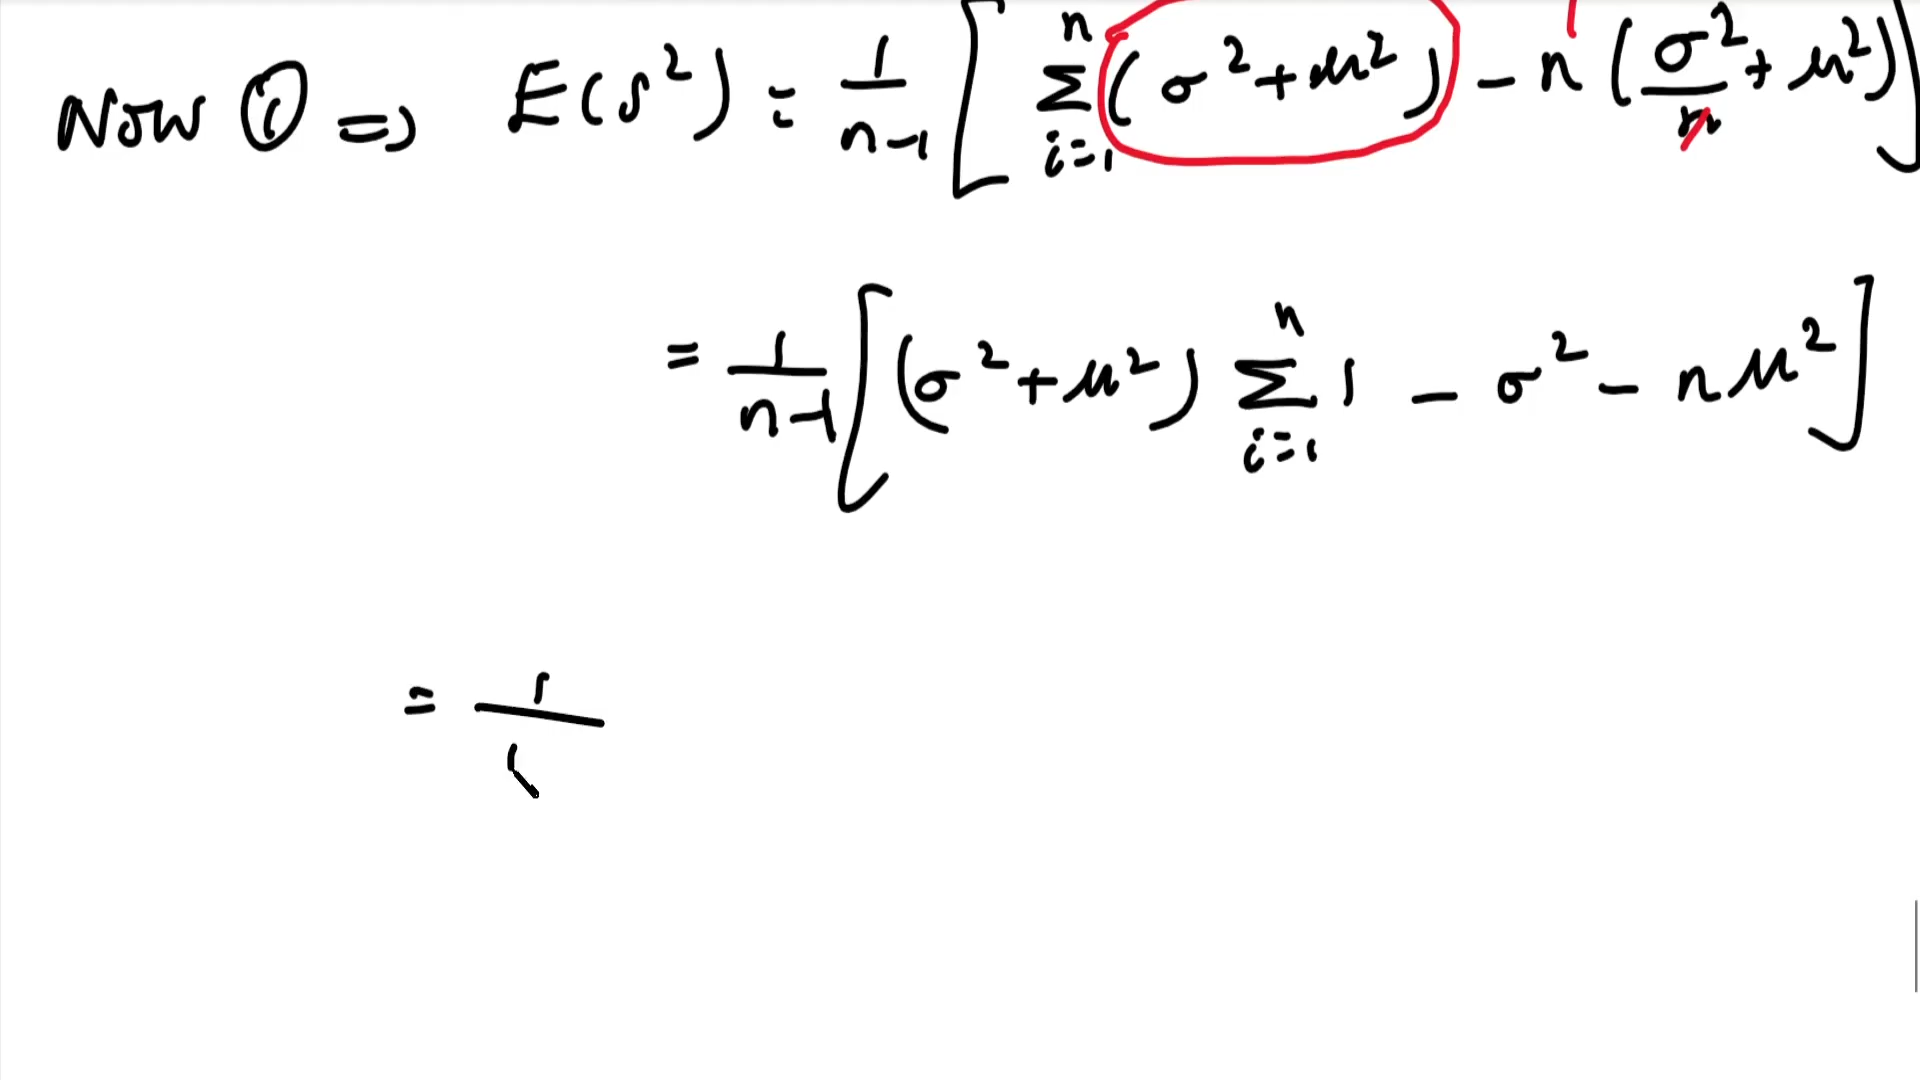 Now ① => E(s²) = 1/(n-1) [ Σ_{i=1}^{n} (σ²+μ²) - n (σ²/n + μ²) ]
= 1/(n-1) [ (σ²+μ²) Σ_{i=1}^{n} 1 - σ² - nμ² ]
= 1/